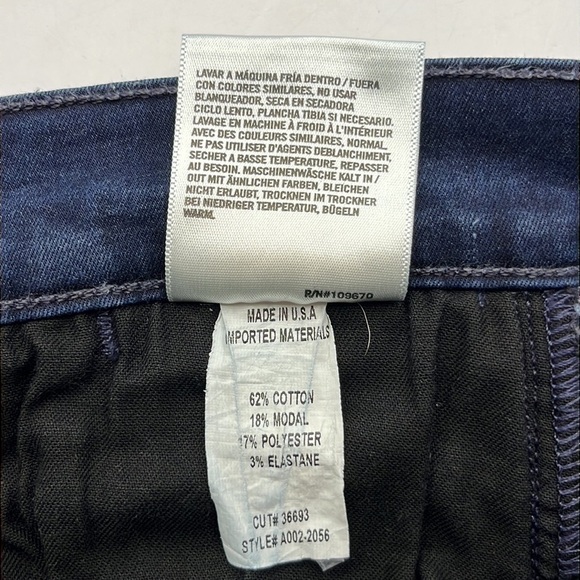 LAVAR A MÁQUINA FRÍA DENTRO / FUERA
CON COLORES SIMILARES, NO USAR
BLANQUEADOR, SECA EN SECADORA
CICLO LENTO, PLANCHA TIBIA SI NECESARIO.
LAVAGE EN MACHINE À FROID À L'INTÉRIEUR
AVEC DES COULEURS SIMILAIRES, NORMAL.
NE PAS UTILISER D'AGENTS DEBLANCHIMENT,
SECHER A BASSE TEMPERATURE, REPASSER
AU BESOIN. MASCHINENWÄSCHE KALT IN /
OUT MIT ÄHNLICHEN FARBEN, BLEICHEN
NICHT ERLAUBT, TROCKNEN IM TROCKNER
BEI NIEDRIGER TEMPERATUR, BÜGELN
WARM.
R/N#109670
MADE IN U.S.A
IMPORTED MATERIALS
62% COTTON
18% MODAL
17% POLYESTER
3% ELASTANE
CUT# 36693
STYLE# A002-2056